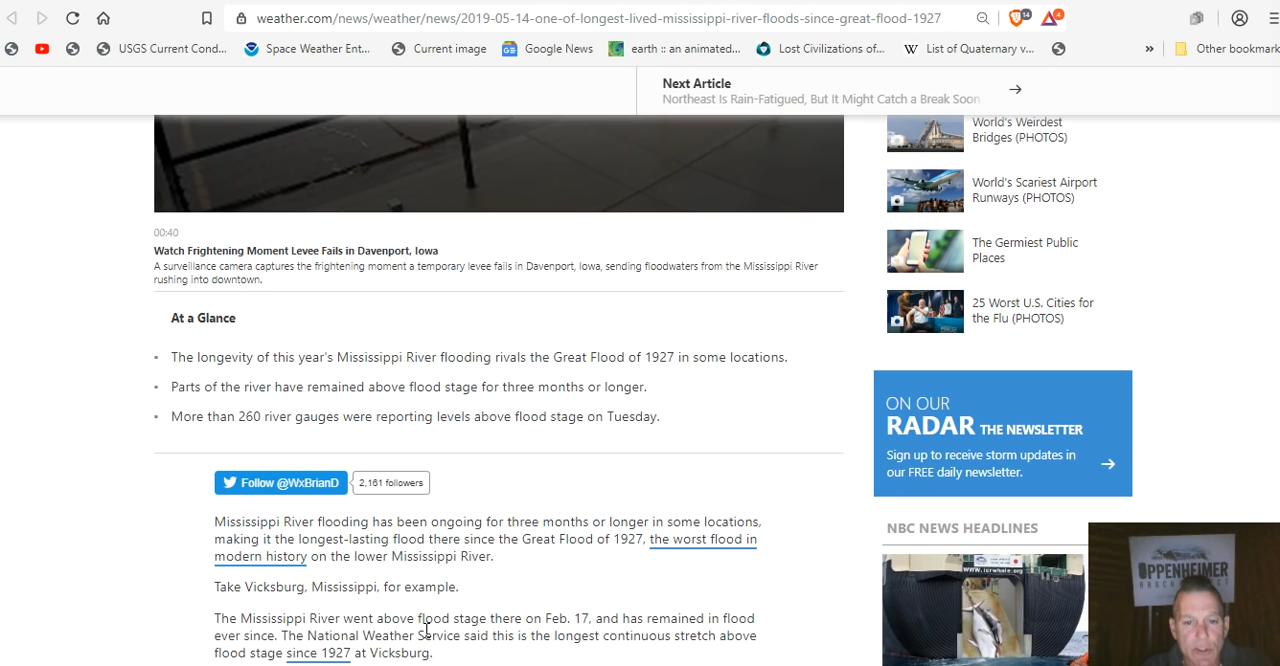 weather.com/news/weather/news/2019-05-14-one-of-longest-lived-mississippi-river-floods-since-great-flood-1927
14
4
USGS Current Cond...
Space Weather Ent...
Current image
Google News
earth :: an animated...
Lost Civilizations of...
W List of Quaternary v...
»
Other bookmark
Next Article
Northeast Is Rain-Fatigued, But It Might Catch a Break Soon
World's Weirdest
Bridges (PHOTOS)
World's Scariest Airport
Runways (PHOTOS)
The Germiest Public
Places
25 Worst U.S. Cities for
the Flu (PHOTOS)
00:40
Watch Frightening Moment Levee Fails in Davenport, Iowa
A surveillance camera captures the frightening moment a temporary levee fails in Davenport, Iowa, sending floodwaters from the Mississippi River
rushing into downtown.
At a Glance
▪ The longevity of this year's Mississippi River flooding rivals the Great Flood of 1927 in some locations.
▪ Parts of the river have remained above flood stage for three months or longer.
▪ More than 260 river gauges were reporting levels above flood stage on Tuesday.
ON OUR
RADAR THE NEWSLETTER
Sign up to receive storm updates in
our FREE daily newsletter.
Follow @WxBrianD
2,161 followers
Mississippi River flooding has been ongoing for three months or longer in some locations,
making it the longest-lasting flood there since the Great Flood of 1927, the worst flood in
modern history on the lower Mississippi River.
Take Vicksburg, Mississippi, for example.
The Mississippi River went above flood stage there on Feb. 17, and has remained in flood
ever since. The National Weather Service said this is the longest continuous stretch above
flood stage since 1927 at Vicksburg.
NBC NEWS HEADLINES
www.icrwhale.org
OPPENHEIMER